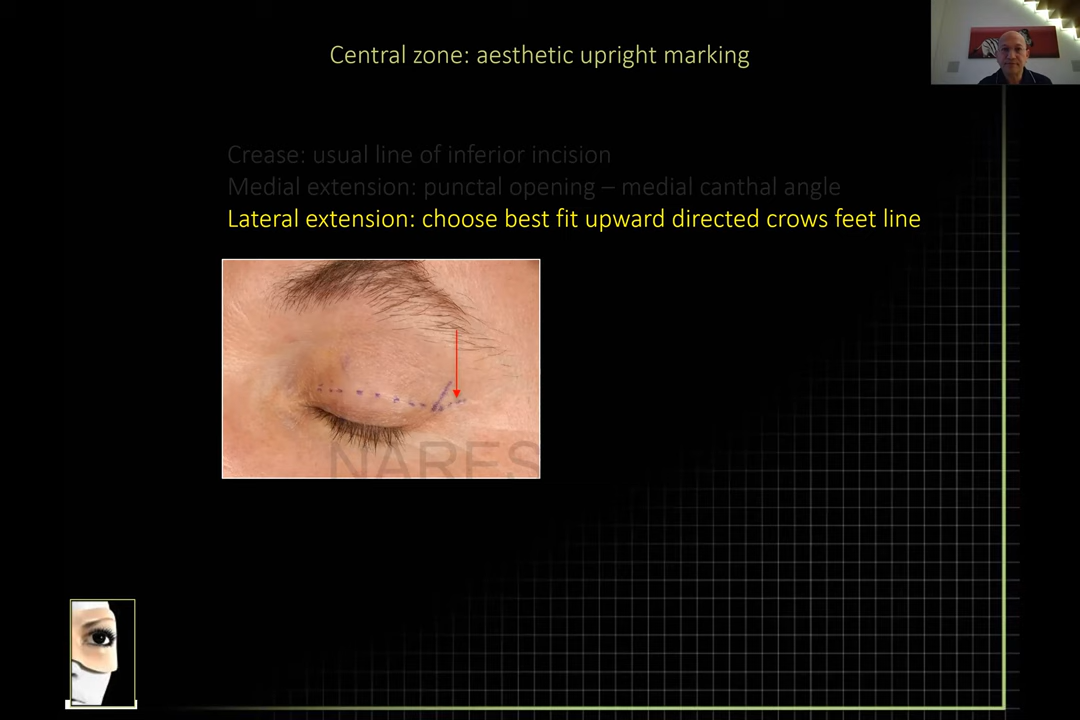 Central zone: aesthetic upright marking
Crease: usual line of inferior incision
Medial extension: punctal opening – medial canthal angle
Lateral extension: choose best fit upward directed crows feet line
NARES